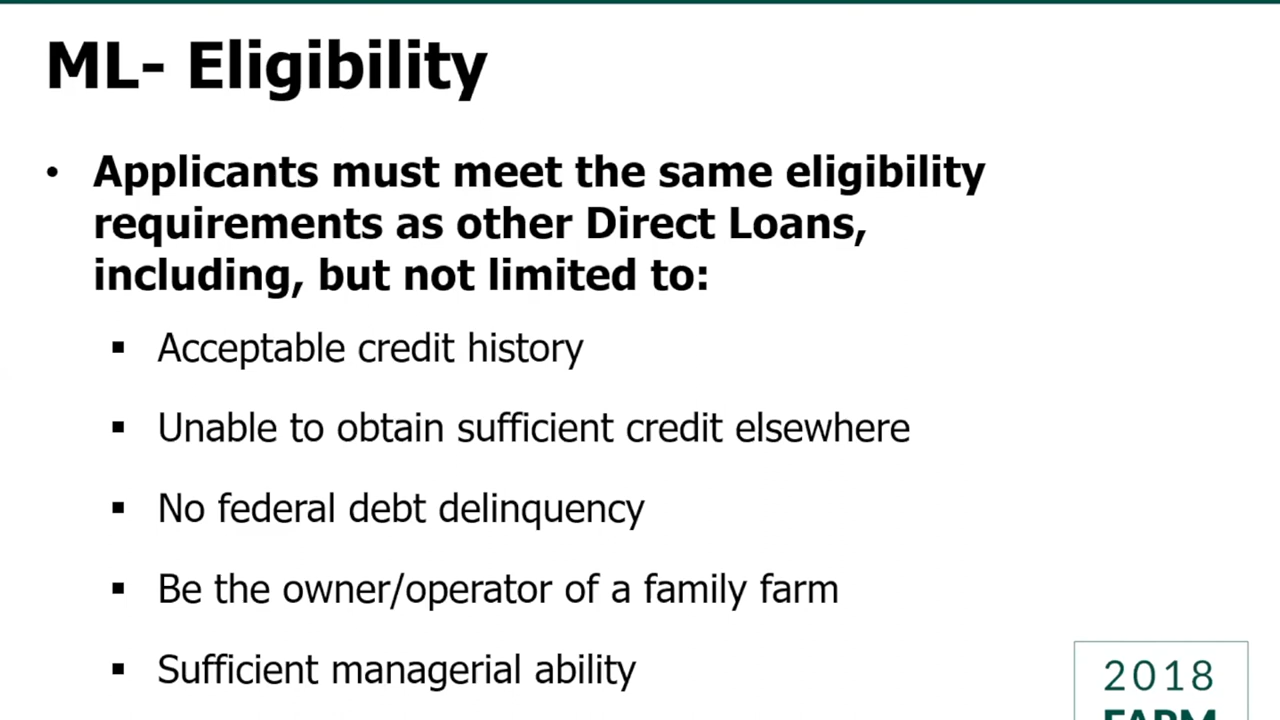 ML- Eligibility
• Applicants must meet the same eligibility
requirements as other Direct Loans,
including, but not limited to:
▪ Acceptable credit history
▪ Unable to obtain sufficient credit elsewhere
▪ No federal debt delinquency
▪ Be the owner/operator of a family farm
▪ Sufficient managerial ability
2018
FARM